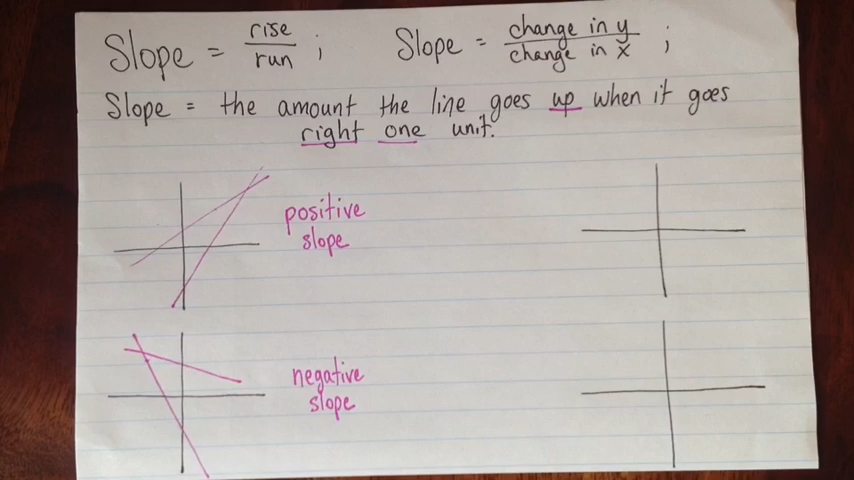 Slope = rise/run ; Slope = change in y/change in x ;
Slope = the amount the line goes up when it goes
right one unit.
positive
slope
negative
slope